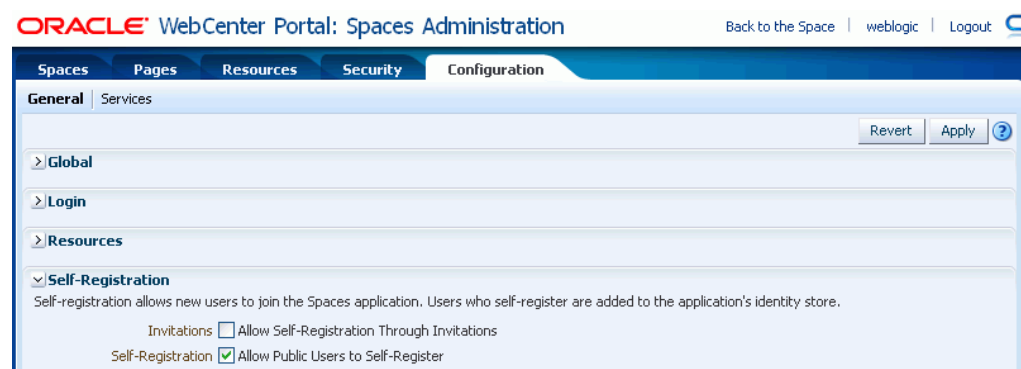 ORACLE WebCenter Portal: Spaces Administration Back to the Space weblogic Logout
Spaces Pages Resources Security Configuration
General Services
Revert Apply ?
Global
Login
Resources
Self-Registration
Self-registration allows new users to join the Spaces application. Users who self-register are added to the application's identity store.
Invitations Allow Self-Registration Through Invitations
Self-Registration Allow Public Users to Self-Register